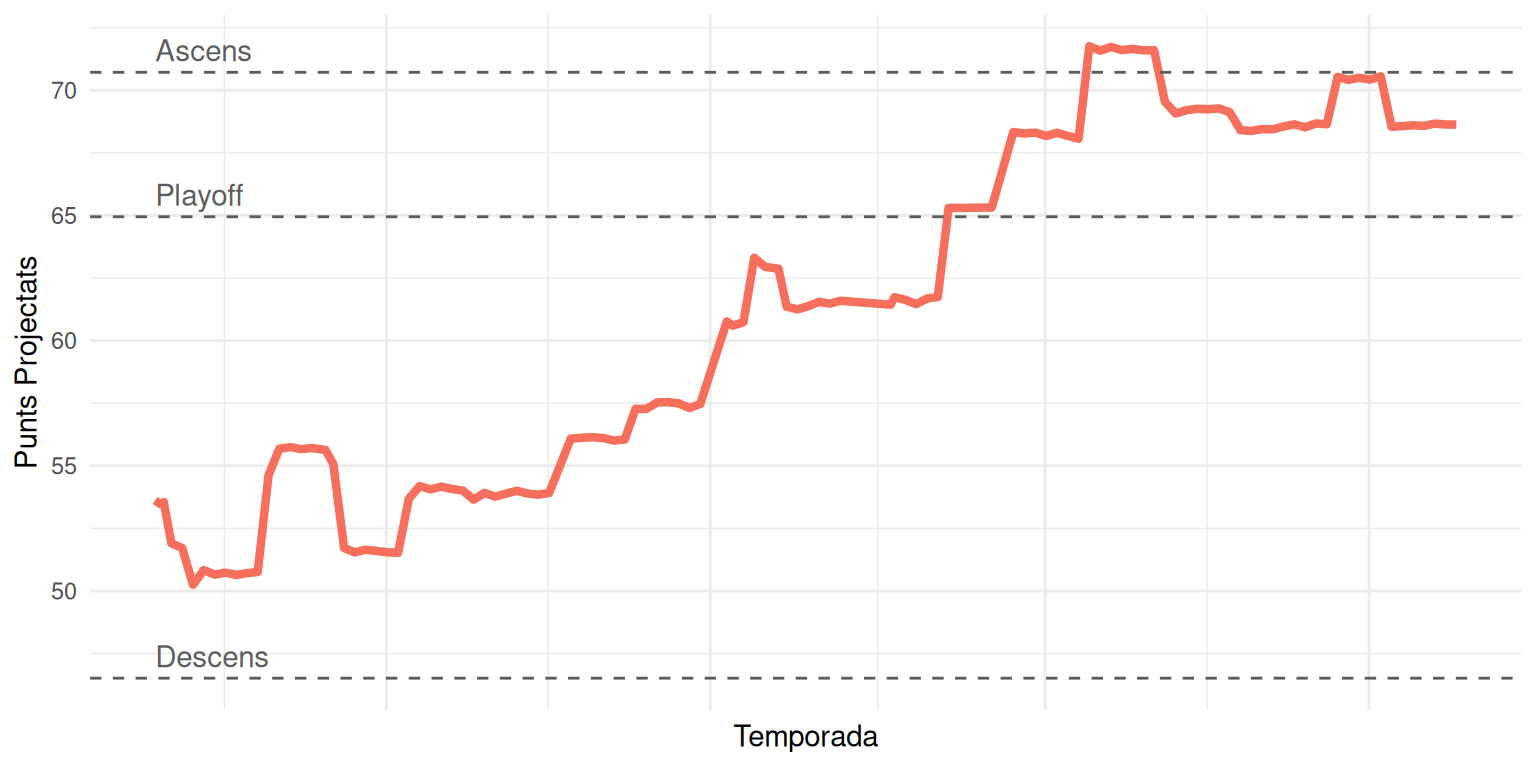 Ascens
70
Playoff
65
60
55
50
Descens
Punts Projectats
Temporada